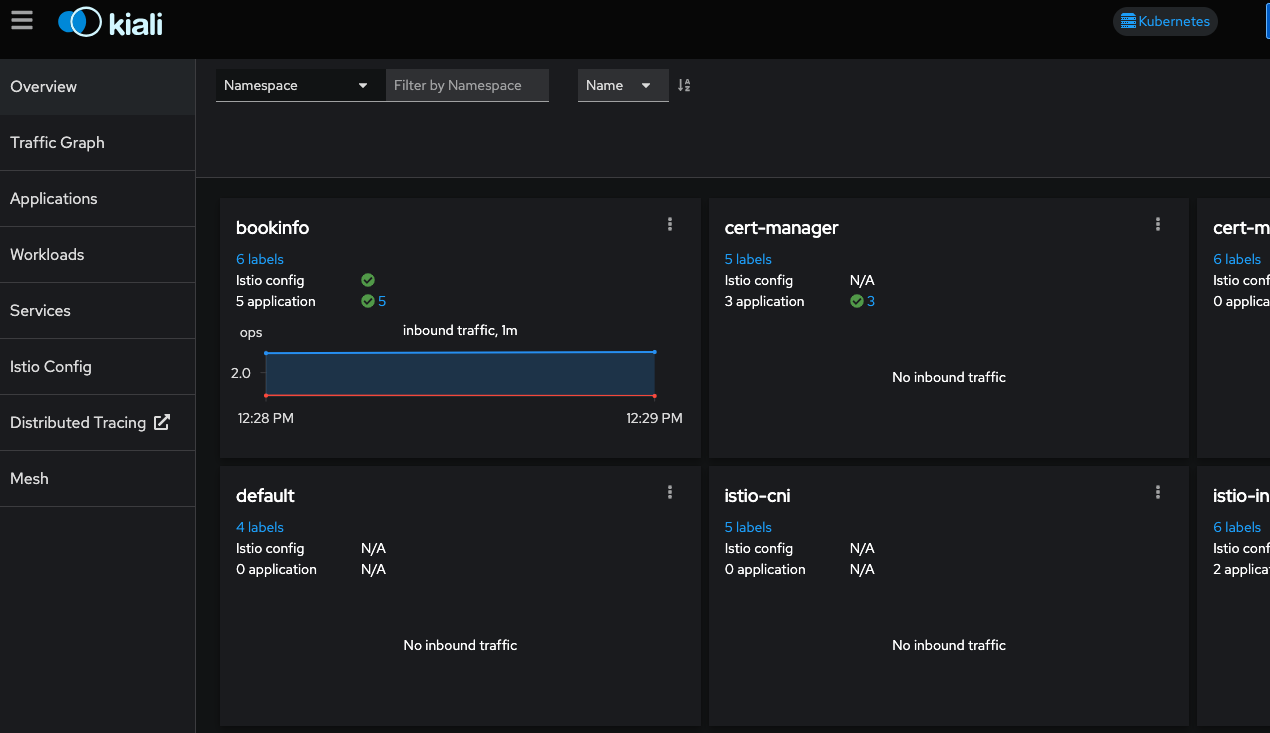 kiali
Kubernetes
Overview
Traffic Graph
Applications
Workloads
Services
Istio Config
Distributed Tracing
Mesh
Namespace
Filter by Namespace
Name
bookinfo
6 labels
Istio config
5 application 5
ops
inbound traffic, 1m
2.0
12:28 PM 12:29 PM
cert-manager
5 labels
Istio config N/A
3 application 3
No inbound traffic
cert-m
6 labels
Istio conf
0 applica
default
4 labels
Istio config N/A
0 application N/A
No inbound traffic
istio-cni
5 labels
Istio config N/A
0 application N/A
No inbound traffic
istio-in
6 labels
Istio conf
2 applica